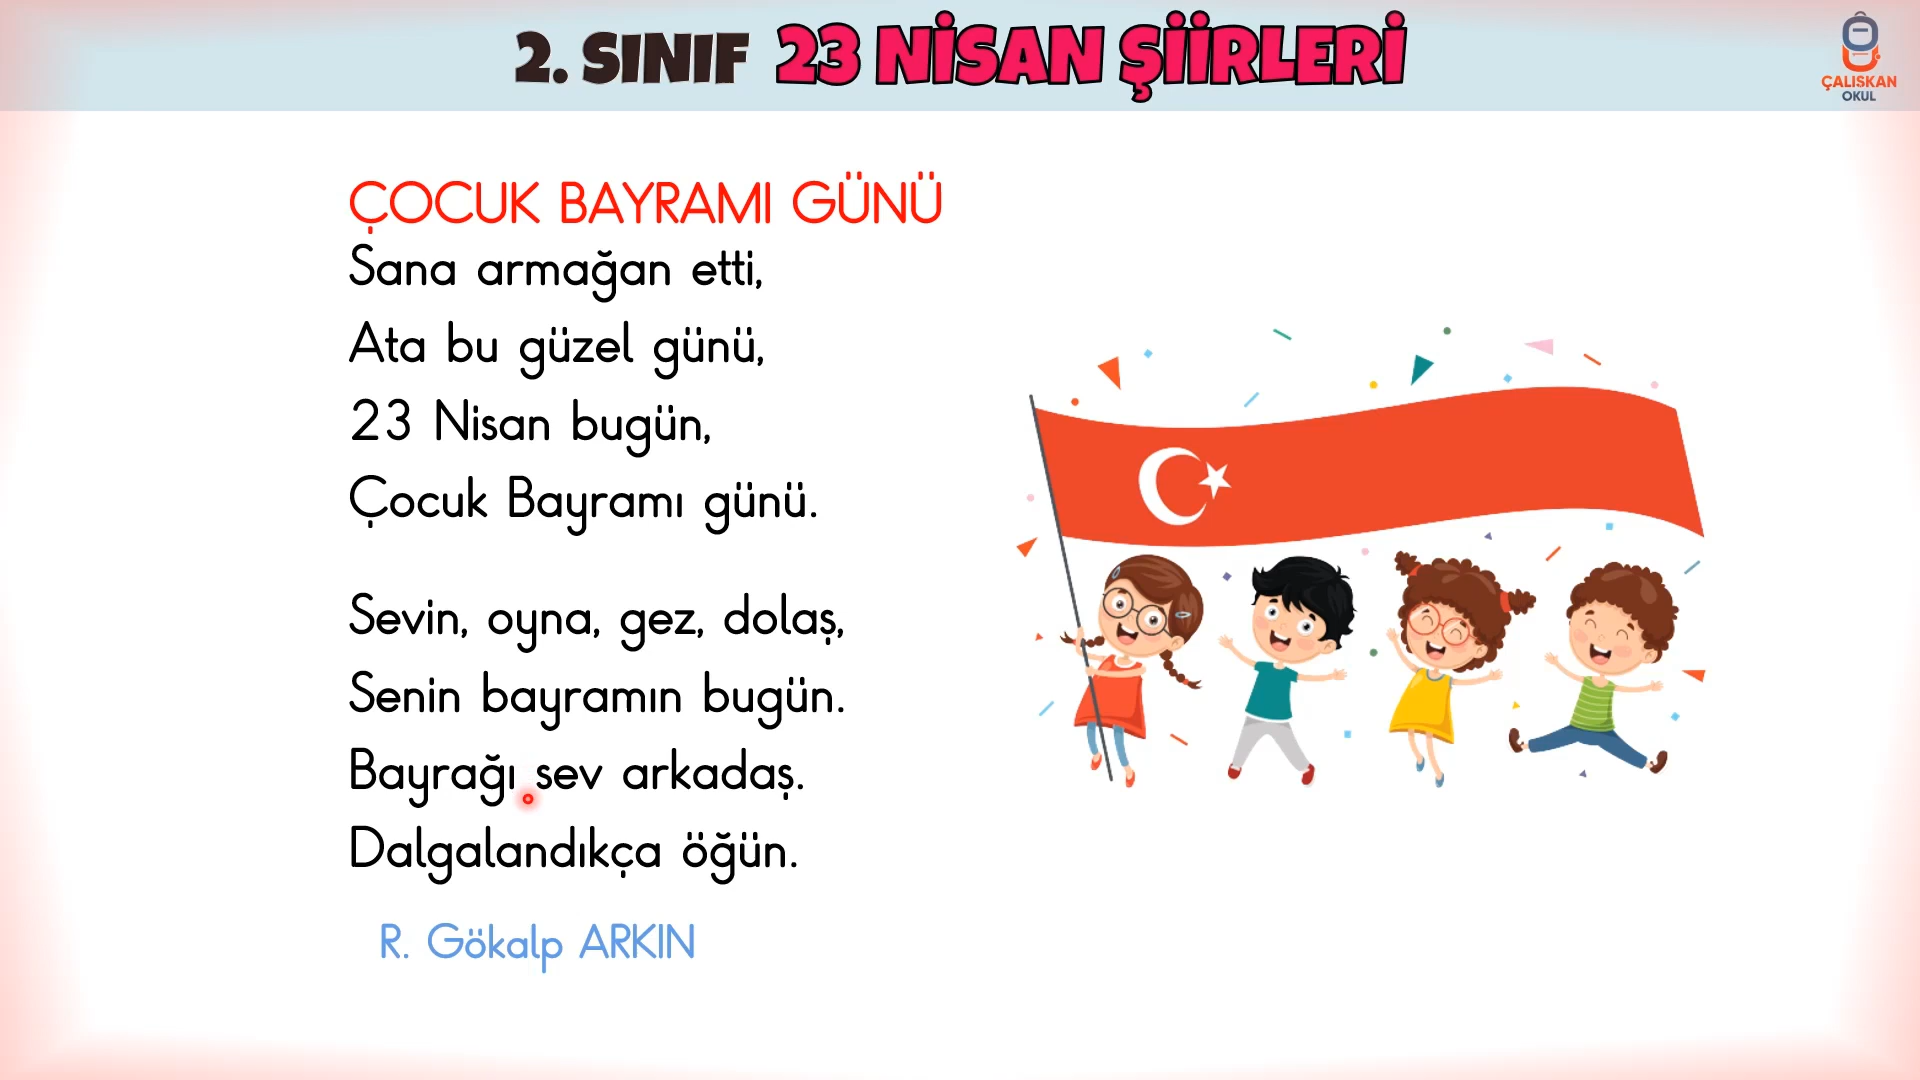 2. SINIF 23 NİSAN ŞİİRLERİ
ÇALIŞKAN
OKUL
ÇOCUK BAYRAMI GÜNÜ
Sana armağan etti,
Ata bu güzel günü,
23 Nisan bugün,
Çocuk Bayramı günü.
Sevin, oyna, gez, dolaş,
Senin bayramın bugün.
Bayrağı sev arkadaş.
Dalgalandıkça öğün.
R. Gökalp ARKIN